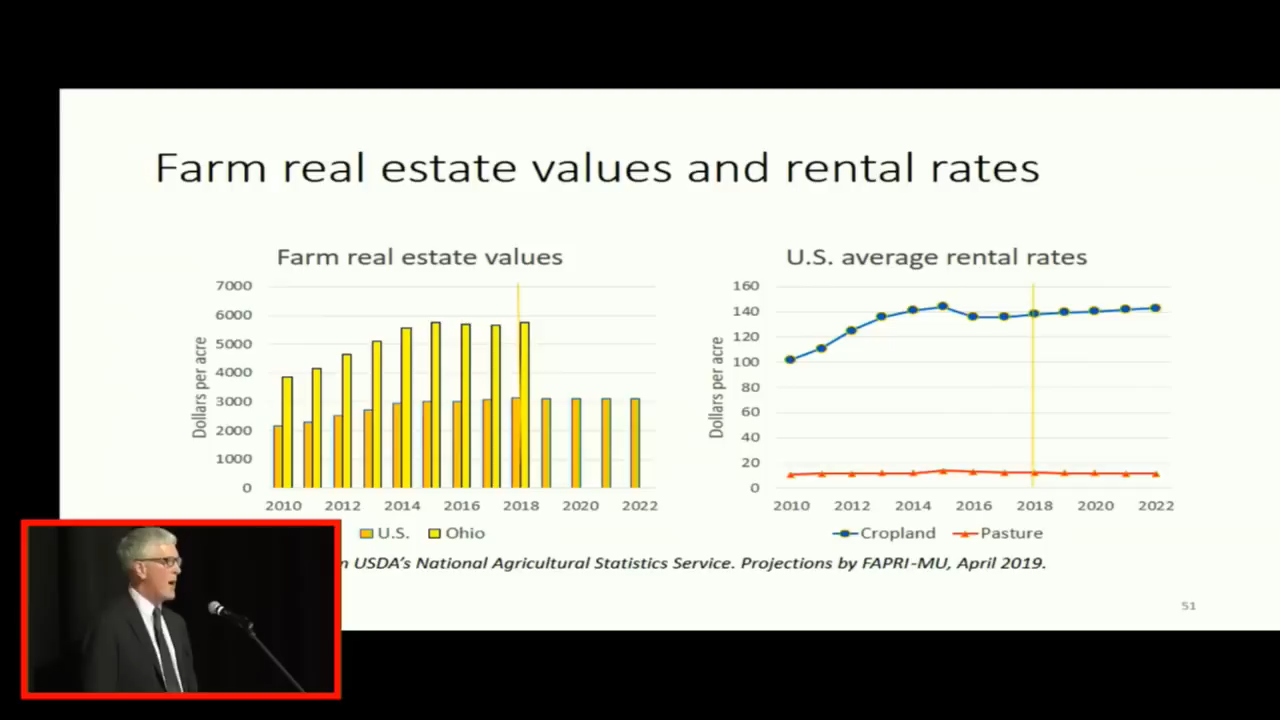 Farm real estate values and rental rates
Farm real estate values
7000
6000
5000
4000
3000
2000
1000
0
Dollars per acre
2010 2012 2014 2016 2018 2020 2022
U.S. Ohio
U.S. average rental rates
160
140
120
100
80
60
40
20
0
Dollars per acre
2010 2012 2014 2016 2018 2020 2022
Cropland Pasture
USDA's National Agricultural Statistics Service. Projections by FAPRI-MU, April 2019.
51